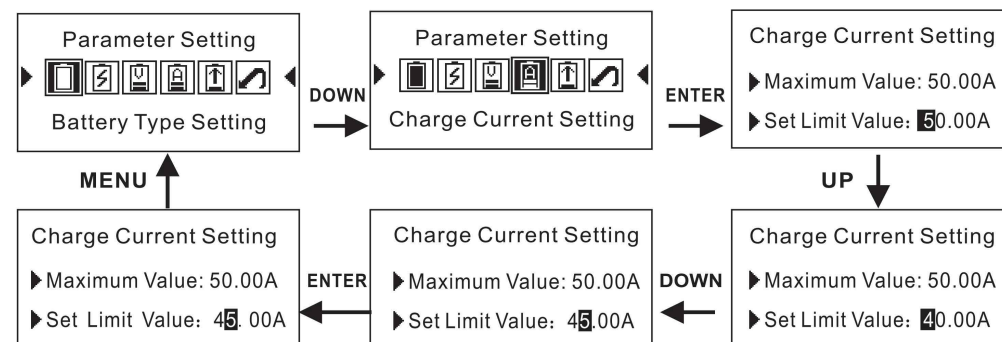 Parameter Setting
Battery Type Setting
DOWN
Parameter Setting
Charge Current Setting
ENTER
Charge Current Setting
Maximum Value: 50.00A
Set Limit Value: 50.00A
UP
Charge Current Setting
Maximum Value: 50.00A
Set Limit Value: 40.00A
DOWN
Charge Current Setting
Maximum Value: 50.00A
Set Limit Value: 45.00A
ENTER
Charge Current Setting
Maximum Value: 50.00A
Set Limit Value: 45. 00A
MENU